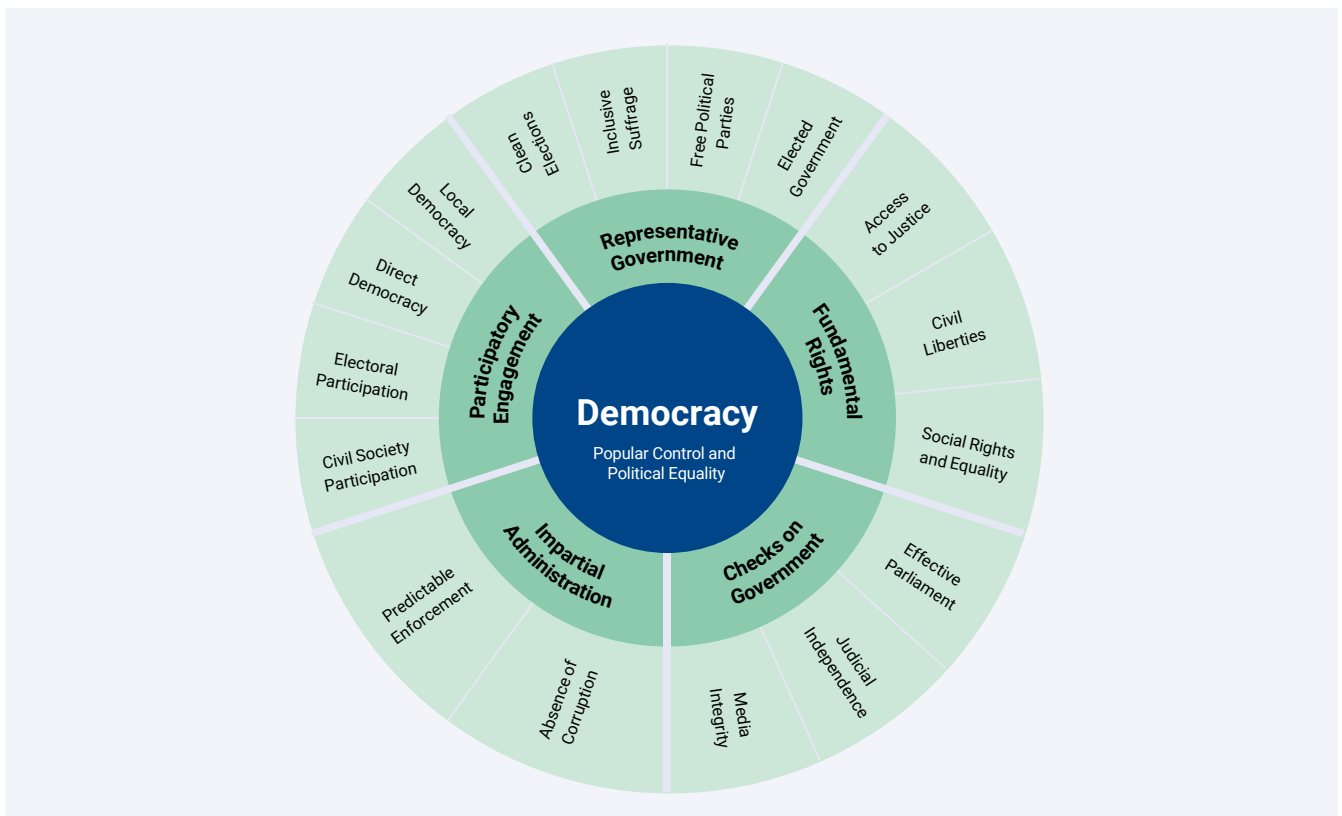 Democracy
Popular Control and
Political Equality
Representative
Government
Clean
Elections
Inclusive
Suffrage
Free Political
Parties
Elected
Government
Fundamental
Rights
Access
to Justice
Civil
Liberties
Social Rights
and Equality
Checks on
Government
Effective
Parliament
Judicial
Independence
Media
Integrity
Impartial
Administration
Absence of
Corruption
Predictable
Enforcement
Participatory
Engagement
Civil Society
Participation
Electoral
Participation
Direct
Democracy
Local
Democracy